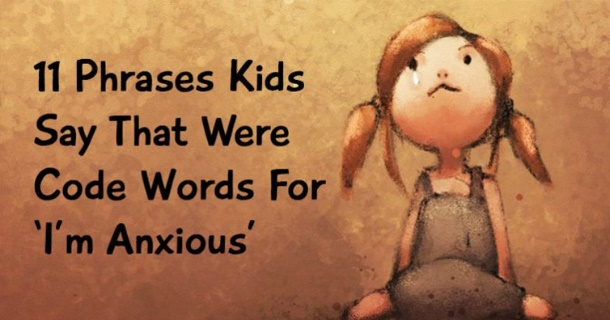 11 Phrases Kids
Say That Were
Code Words For
‘I’m Anxious’